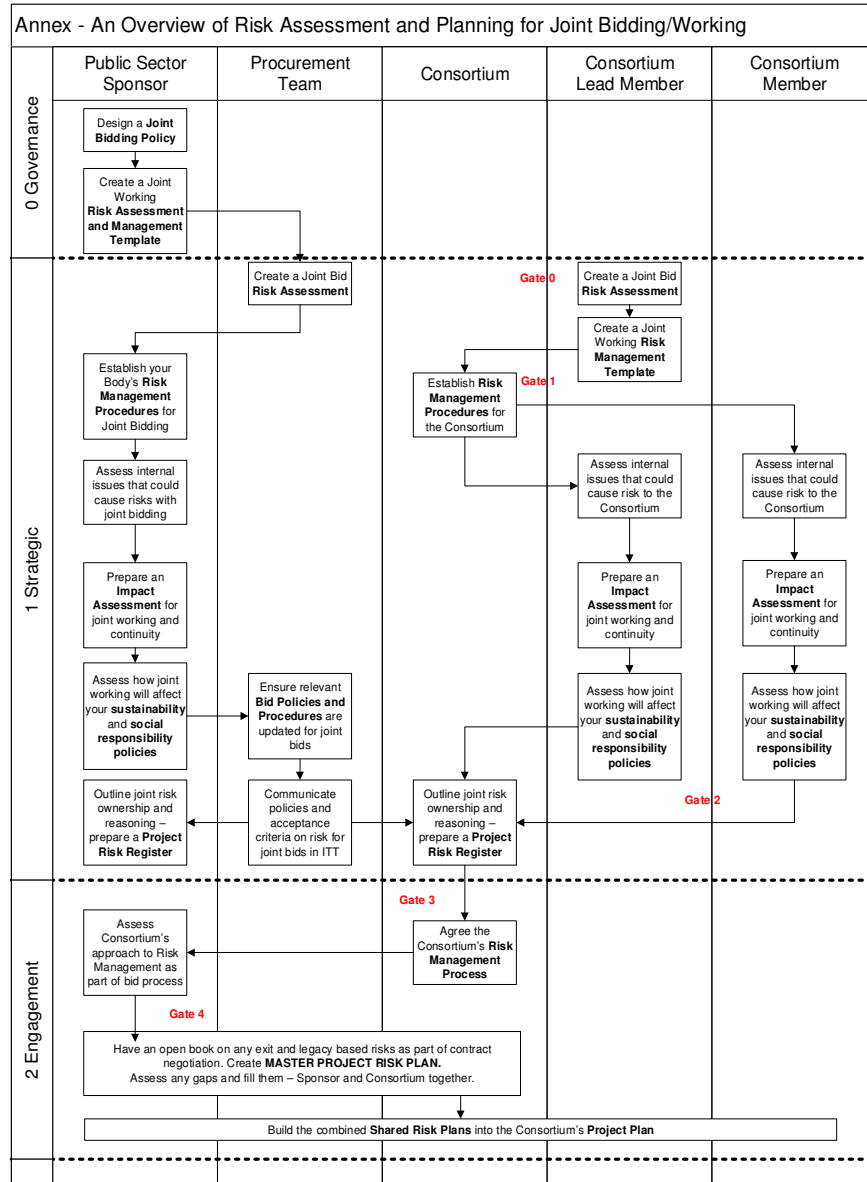 Annex - An Overview of Risk Assessment and Planning for Joint Bidding/Working
Public Sector
Sponsor
Procurement
Team
Consortium
Consortium
Lead Member
Consortium
Member
0 Governance
Design a Joint
Bidding Policy
Create a Joint
Working
Risk Assessment
and Management
Template
1 Strategic
Create a Joint Bid
Risk Assessment
Gate 0
Create a Joint Bid
Risk Assessment
Create a Joint
Working Risk
Management
Template
Establish your
Body's Risk
Management
Procedures for
Joint Bidding
Gate 1
Establish Risk
Management
Procedures for
the Consortium
Assess internal
issues that could
cause risks with
joint bidding
Assess internal
issues that could
cause risk to the
Consortium
Assess internal
issues that could
cause risk to the
Consortium
Prepare an
Impact
Assessment for
joint working and
continuity
Prepare an
Impact
Assessment for
joint working and
continuity
Prepare an
Impact
Assessment for
joint working and
continuity
Assess how joint
working will affect
your sustainability
and social
responsibility
policies
Ensure relevant
Bid Policies and
Procedures are
updated for joint
bids
Assess how joint
working will affect
your sustainability
and social
responsibility
policies
Assess how joint
working will affect
your sustainability
and social
responsibility
policies
Gate 2
Outline joint risk
ownership and
reasoning –
prepare a Project
Risk Register
Communicate
policies and
acceptance
criteria on risk for
joint bids in ITT
Outline joint risk
ownership and
reasoning –
prepare a Project
Risk Register
2 Engagement
Gate 3
Assess
Consortium's
approach to Risk
Management as
part of bid process
Agree the
Consortium's Risk
Management
Process
Gate 4
Have an open book on any exit and legacy based risks as part of contract
negotiation. Create MASTER PROJECT RISK PLAN.
Assess any gaps and fill them – Sponsor and Consortium together.
Build the combined Shared Risk Plans into the Consortium's Project Plan